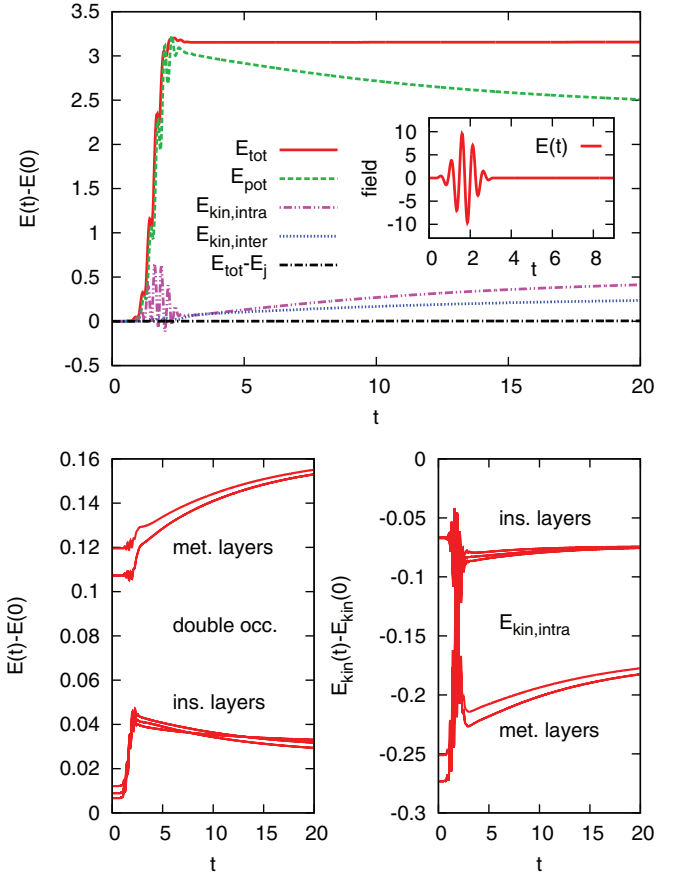 3.5
3
2.5
2
1.5
1
0.5
0
-0.5
E(t)-E(0)
E_tot
E_pot
E_kin,intra
E_kin,inter
E_tot-E_j
10
5
0
-5
-10
field
E(t)
0 2 4 6 8
t
0 5 10 15 20
t
0.16
0.14
0.12
0.1
0.08
0.06
0.04
0.02
0
E(t)-E(0)
met. layers
double occ.
ins. layers
0 5 10 15 20
t
0
-0.05
-0.1
-0.15
-0.2
-0.25
-0.3
E_kin(t)-E_kin(0)
ins. layers
E_kin,intra
met. layers
0 5 10 15 20
t